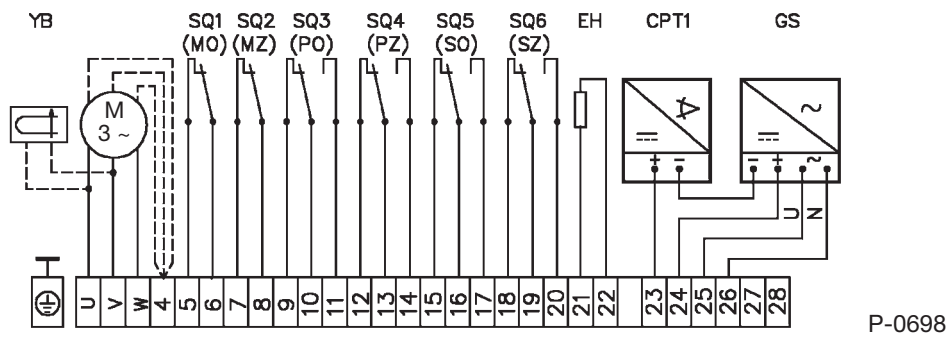 YB SQ1 SQ2 SQ3 SQ4 SQ5 SQ6 EH CPT1 GS
(MO) (MZ) (PO) (PZ) (SO) (SZ)
M
3 ~
~
+ - - + ~
U N
U V W 4 5 6 7 8 9 10 11 12 13 14 15 16 17 18 19 20 21 22 23 24 25 26 27 28
P-0698